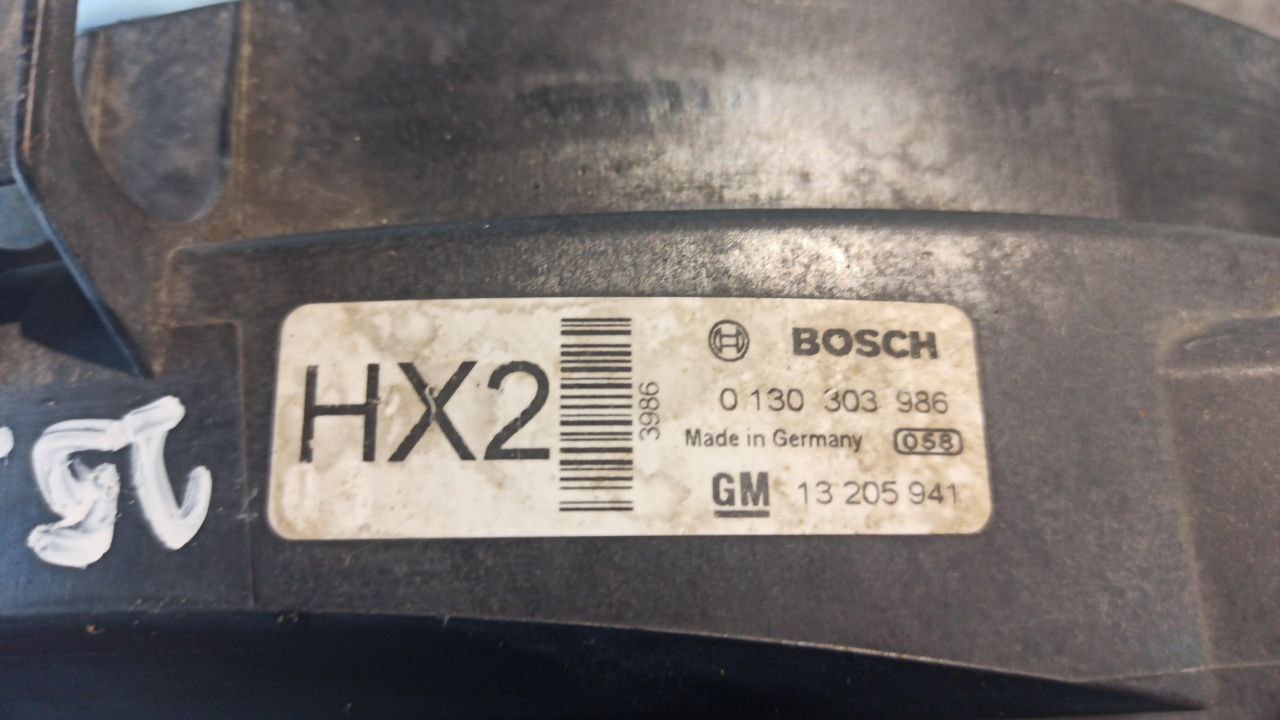 HX2
3986
BOSCH
0 130 303 986
Made in Germany 058
GM 13 205 941